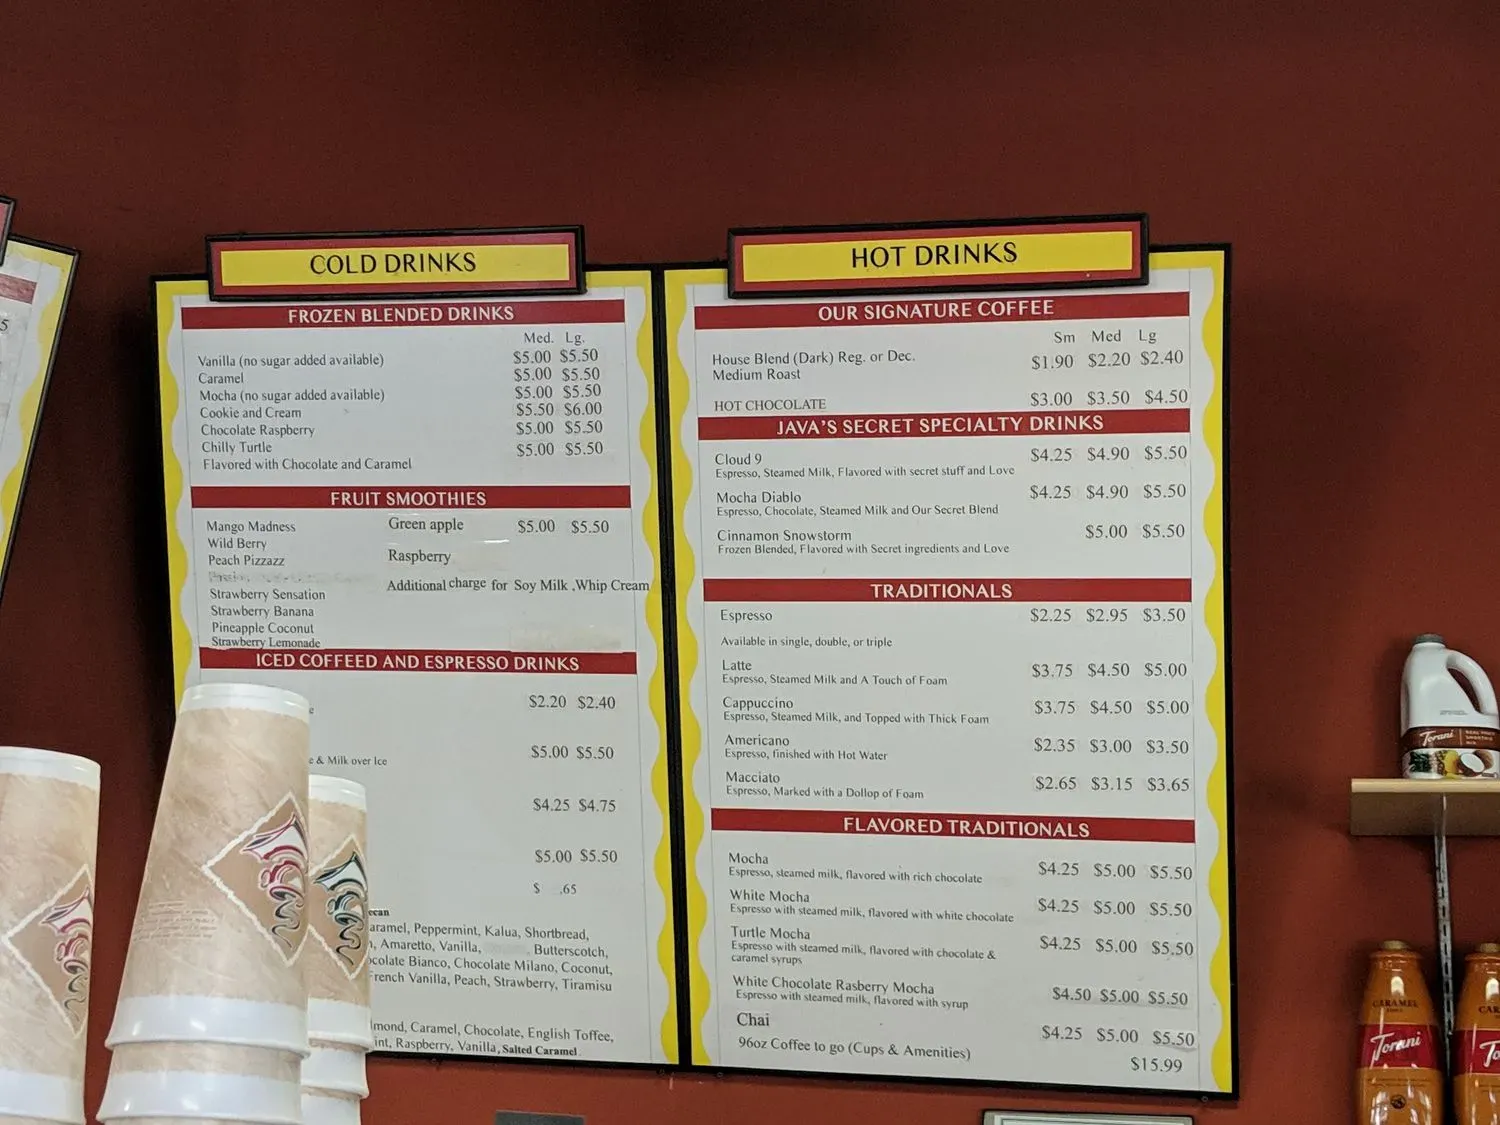 5
COLD DRINKS
FROZEN BLENDED DRINKS
Med. Lg.
Vanilla (no sugar added available) $5.00 $5.50
Caramel $5.00 $5.50
Mocha (no sugar added available) $5.00 $5.50
Cookie and Cream $5.50 $6.00
Chocolate Raspberry $5.00 $5.50
Chilly Turtle $5.00 $5.50
Flavored with Chocolate and Caramel
FRUIT SMOOTHIES
Mango Madness Green apple $5.00 $5.50
Wild Berry
Peach Pizzazz Raspberry
Additional charge for Soy Milk ,Whip Cream
Strawberry Sensation
Strawberry Banana
Pineapple Coconut
Strawberry Lemonade
ICED COFFEED AND ESPRESSO DRINKS
e $2.20 $2.40
e & Milk over Ice $5.00 $5.50
$4.25 $4.75
$5.00 $5.50
$ .65
ecan
aramel, Peppermint, Kalua, Shortbread,
, Amaretto, Vanilla, . Butterscotch,
ocolate Bianco, Chocolate Milano, Coconut,
French Vanilla, Peach, Strawberry, Tiramisu
lmond, Caramel, Chocolate, English Toffee,
int, Raspberry, Vanilla, Salted Caramel
HOT DRINKS
OUR SIGNATURE COFFEE
Sm Med Lg
House Blend (Dark) Reg. or Dec. $1.90 $2.20 $2.40
Medium Roast
HOT CHOCOLATE $3.00 $3.50 $4.50
JAVA'S SECRET SPECIALTY DRINKS
Cloud 9 $4.25 $4.90 $5.50
Espresso, Steamed Milk, Flavored with secret stuff and Love
Mocha Diablo $4.25 $4.90 $5.50
Espresso, Chocolate, Steamed Milk and Our Secret Blend
Cinnamon Snowstorm $5.00 $5.50
Frozen Blended, Flavored with Secret ingredients and Love
TRADITIONALS
Espresso $2.25 $2.95 $3.50
Available in single, double, or triple
Latte $3.75 $4.50 $5.00
Espresso, Steamed Milk and A Touch of Foam
Cappuccino $3.75 $4.50 $5.00
Espresso, Steamed Milk, and Topped with Thick Foam
Americano $2.35 $3.00 $3.50
Espresso, finished with Hot Water
Macciato $2.65 $3.15 $3.65
Espresso, Marked with a Dollop of Foam
FLAVORED TRADITIONALS
Mocha $4.25 $5.00 $5.50
Espresso, steamed milk, flavored with rich chocolate
White Mocha $4.25 $5.00 $5.50
Espresso with steamed milk, flavored with white chocolate
Turtle Mocha $4.25 $5.00 $5.50
Espresso with steamed milk, flavored with chocolate &
caramel syrups
White Chocolate Rasberry Mocha $4.50 $5.00 $5.50
Espresso with steamed milk, flavored with syrup
Chai $4.25 $5.00 $5.50
96oz Coffee to go (Cups & Amenities) $15.99
Torani
CARAMEL
Torani
CAR
To